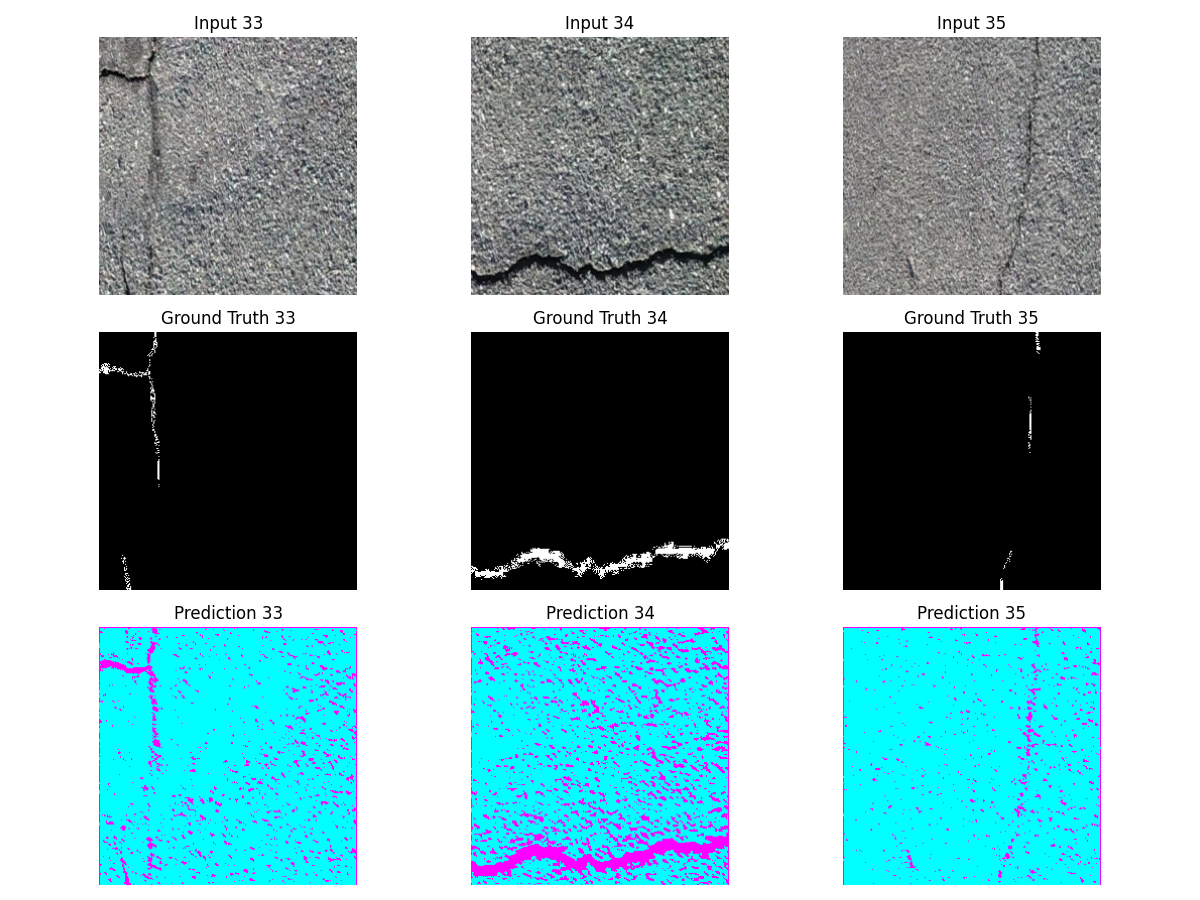 Input 33
Input 34
Input 35
Ground Truth 33
Ground Truth 34
Ground Truth 35
Prediction 33
Prediction 34
Prediction 35